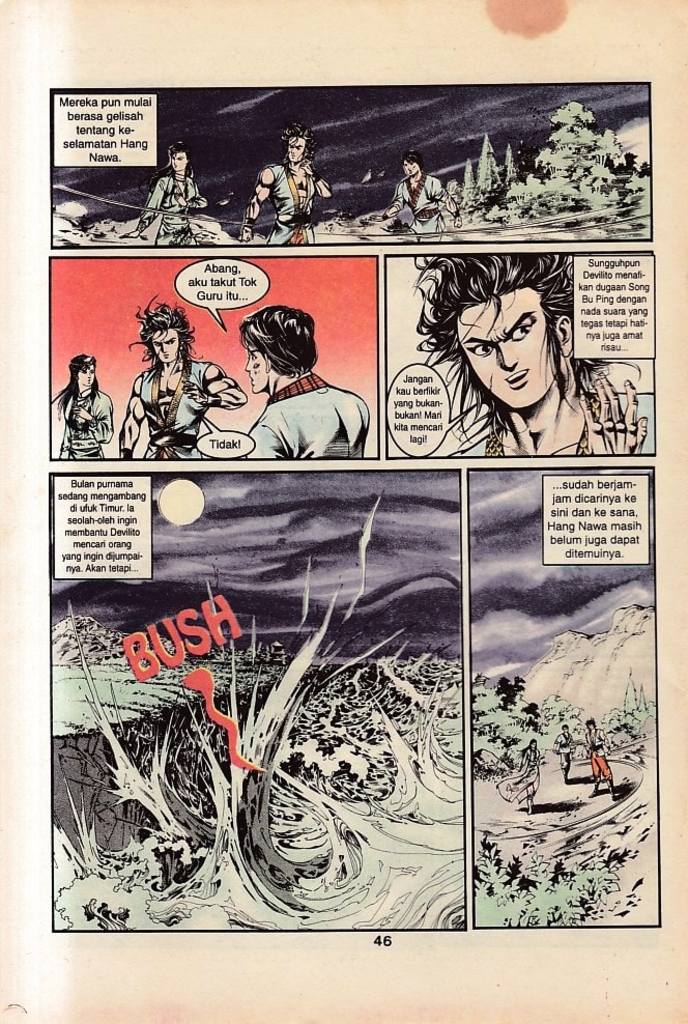 Mereka pun mulai
berasa gelisah
tentang ke-
selamatan Hang
Nawa.
Abang,
aku takut Tok
Guru itu...
Tidak!
Sungguhpun
Devilito menafi-
kan dugaan Song
Bu Ping dengan
nada suara yang
tegas tetapi hati-
nya juga amat
risau...
Jangan
kau berfikir
yang bukan-
bukan! Mari
kita mencari
lagi!
Bulan purnama
sedang mengambang
di ufuk Timur. Ia
seolah-oleh ingin
membantu Devilito
mencari orang
yang ingin dijumpai-
nya. Akan tetapi...
BUSH
...sudah berjam-
jam dicarinya ke
sini dan ke sana,
Hang Nawa masih
belum juga dapat
ditemuinya.
46